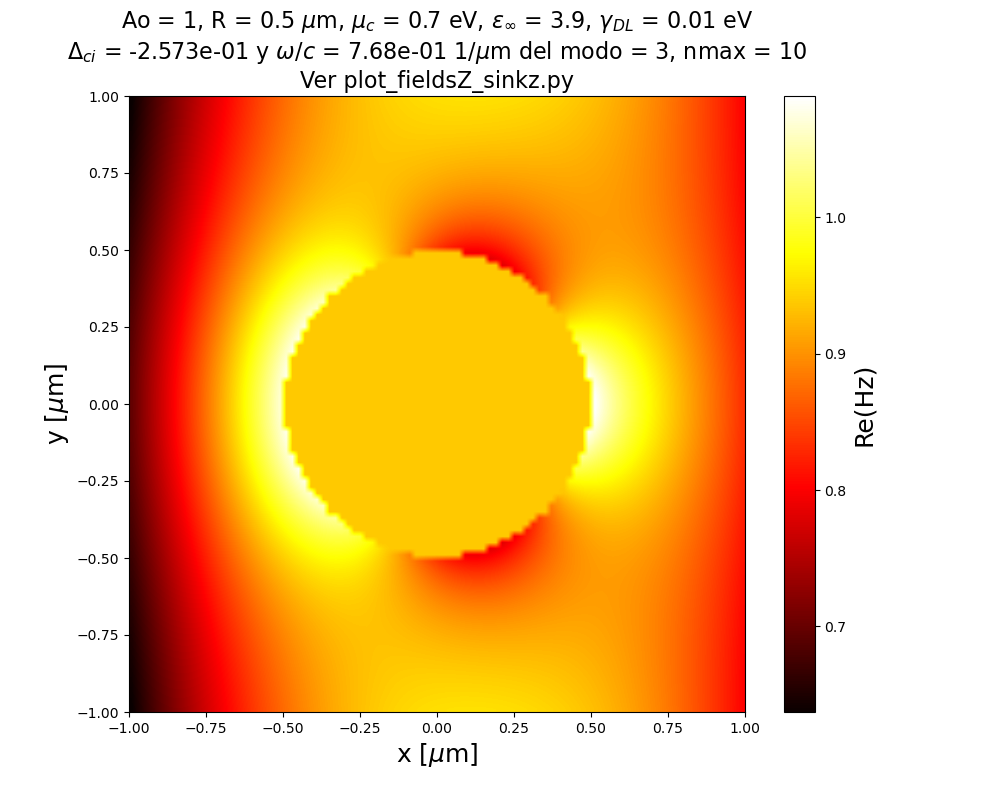 Ao = 1, R = 0.5 μm, μ_c = 0.7 eV, ε_∞ = 3.9, γ_DL = 0.01 eV
Δ_ci = -2.573e-01 y ω/c = 7.68e-01 1/μm del modo = 3, nmax = 10
Ver plot_fieldsZ_sinkz.py
1.00
0.75
0.50
0.25
0.00
−0.25
−0.50
−0.75
−1.00
y [μm]
−1.00 −0.75 −0.50 −0.25 0.00 0.25 0.50 0.75 1.00
x [μm]
1.0
0.9
0.8
0.7
Re(Hz)